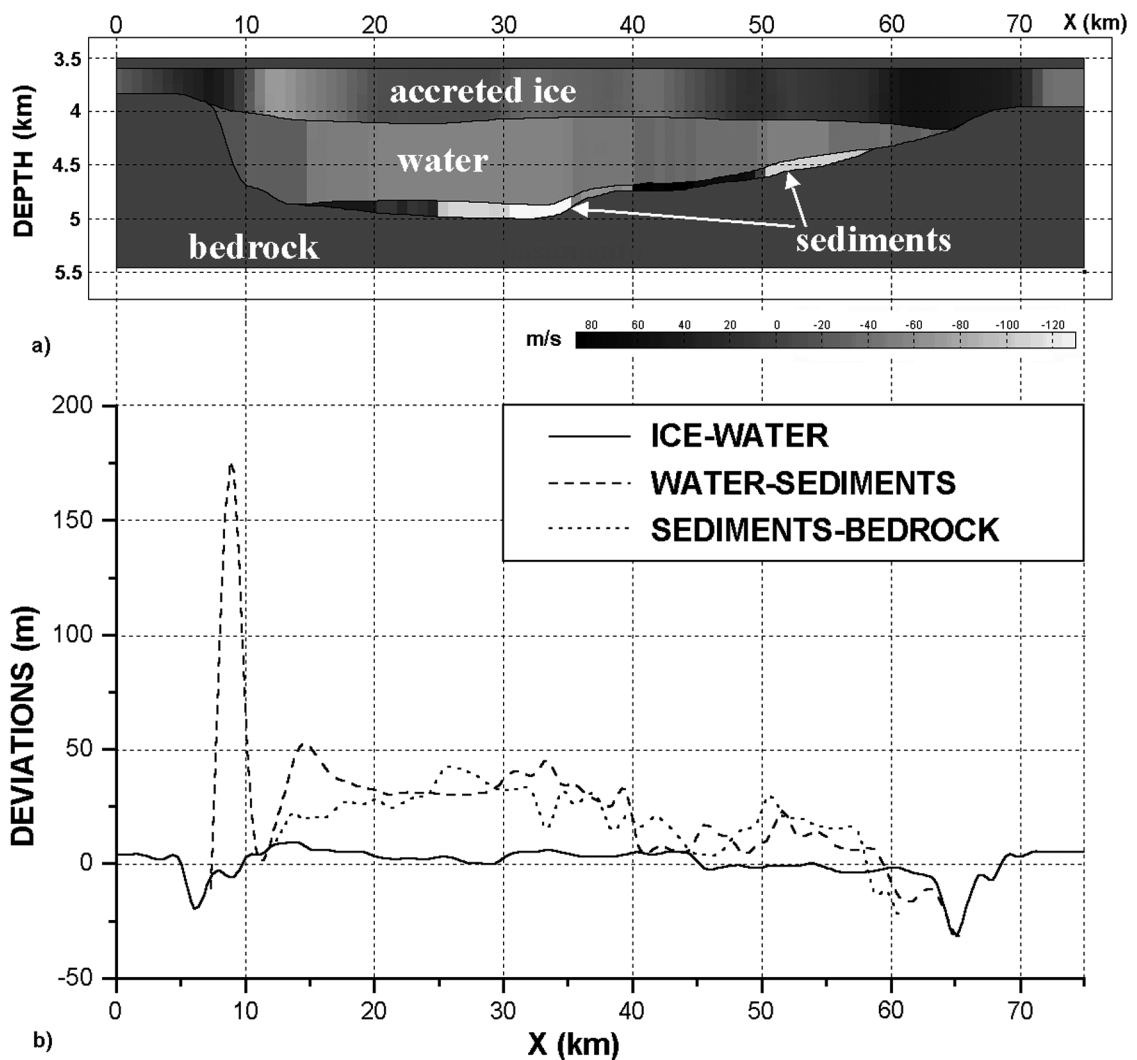 0 10 20 30 40 50 60 70 X (km)
3.5
4
4.5
5
5.5
DEPTH (km)
accreted ice
water
sediments
bedrock
a)
m/s
80 60 40 20 0 -20 -40 -60 -80 -100 -120
200
150
100
50
0
-50
DEVIATIONS (m)
ICE-WATER
WATER-SEDIMENTS
SEDIMENTS-BEDROCK
0 10 20 30 40 50 60 70
X (km)
b)